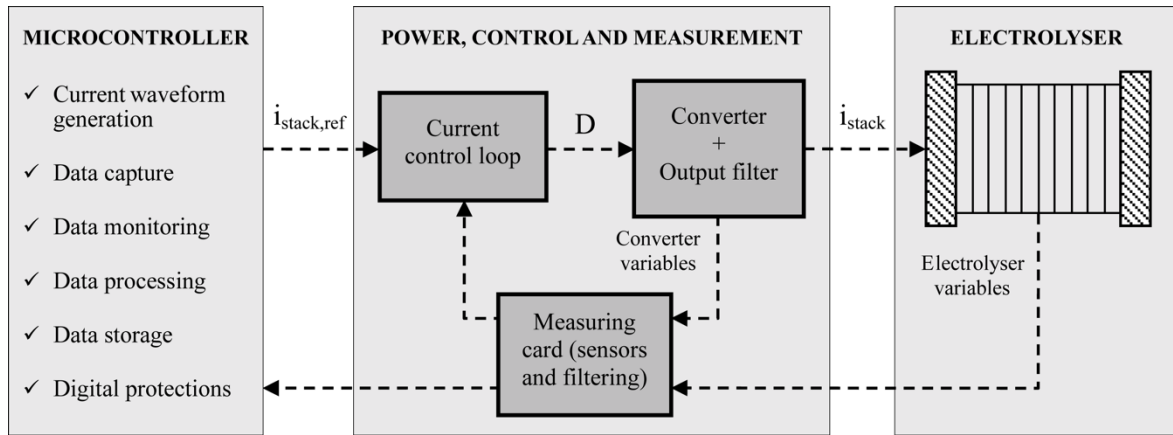 MICROCONTROLLER
✓ Current waveform
generation
✓ Data capture
✓ Data monitoring
✓ Data processing
✓ Data storage
✓ Digital protections
i_stack,ref
POWER, CONTROL AND MEASUREMENT
Current
control loop
D
Converter
+
Output filter
Converter
variables
Measuring
card (sensors
and filtering)
i_stack
ELECTROLYSER
Electrolyser
variables